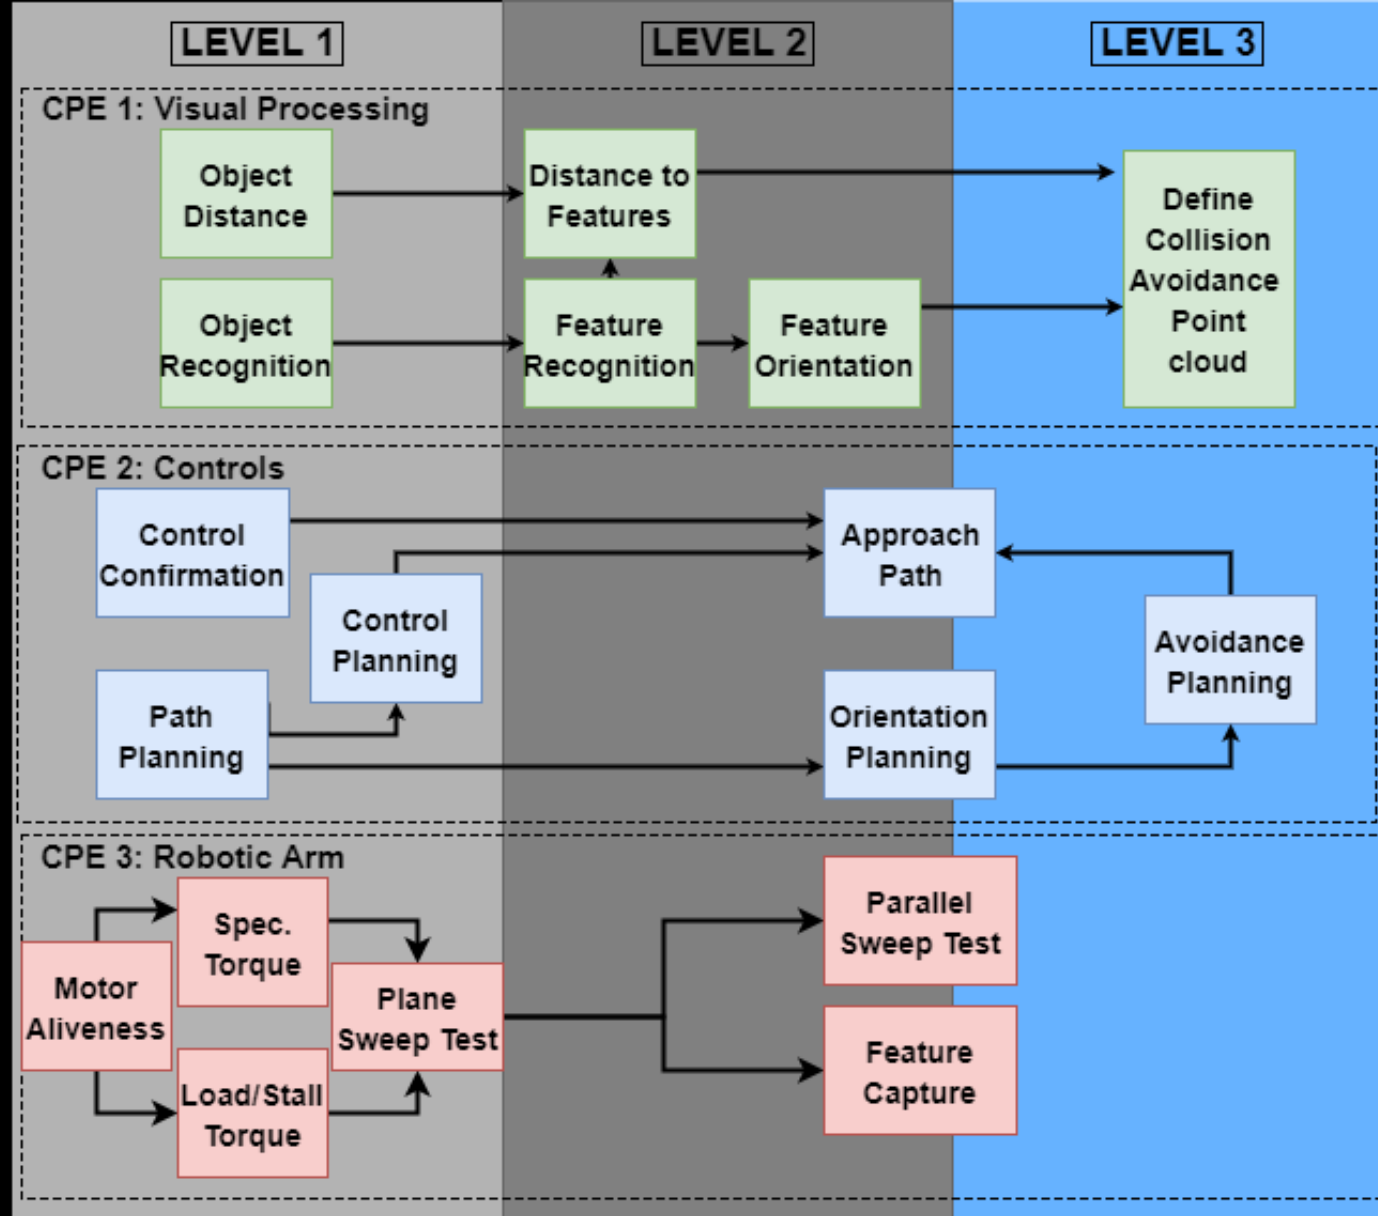 LEVEL 1
LEVEL 2
LEVEL 3
CPE 1: Visual Processing
Object
Distance
Distance to
Features
Define
Collision
Avoidance
Point
cloud
Object
Recognition
Feature
Recognition
Feature
Orientation
CPE 2: Controls
Control
Confirmation
Approach
Path
Control
Planning
Avoidance
Planning
Path
Planning
Orientation
Planning
CPE 3: Robotic Arm
Spec.
Torque
Parallel
Sweep Test
Motor
Aliveness
Plane
Sweep Test
Load/Stall
Torque
Feature
Capture